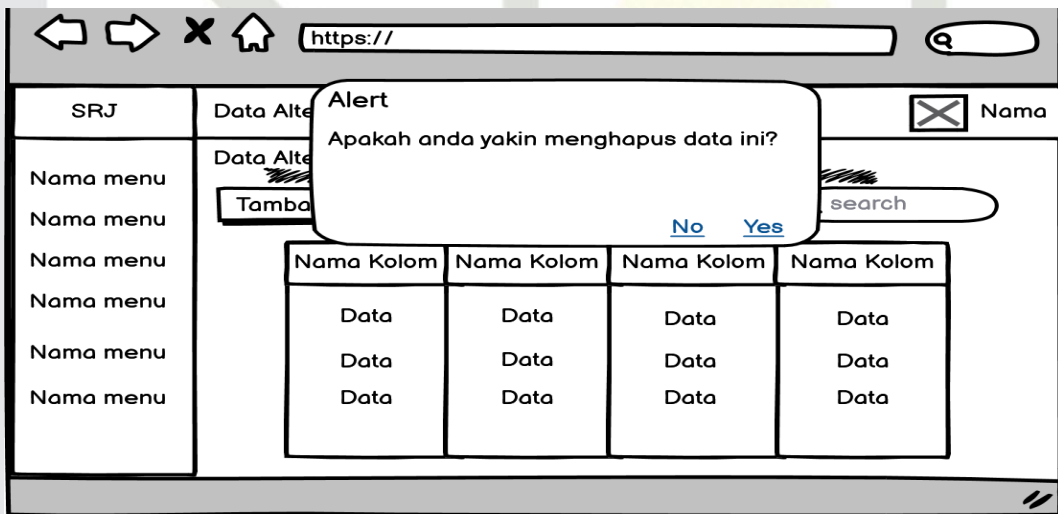 https://
SRJ
Data Alte
Nama
Alert
Apakah anda yakin menghapus data ini?
No Yes
Nama menu
Nama menu
Nama menu
Nama menu
Nama menu
Nama menu
Data Alte
Tamba
search
Nama Kolom Nama Kolom Nama Kolom Nama Kolom
Data Data Data Data
Data Data Data Data
Data Data Data Data